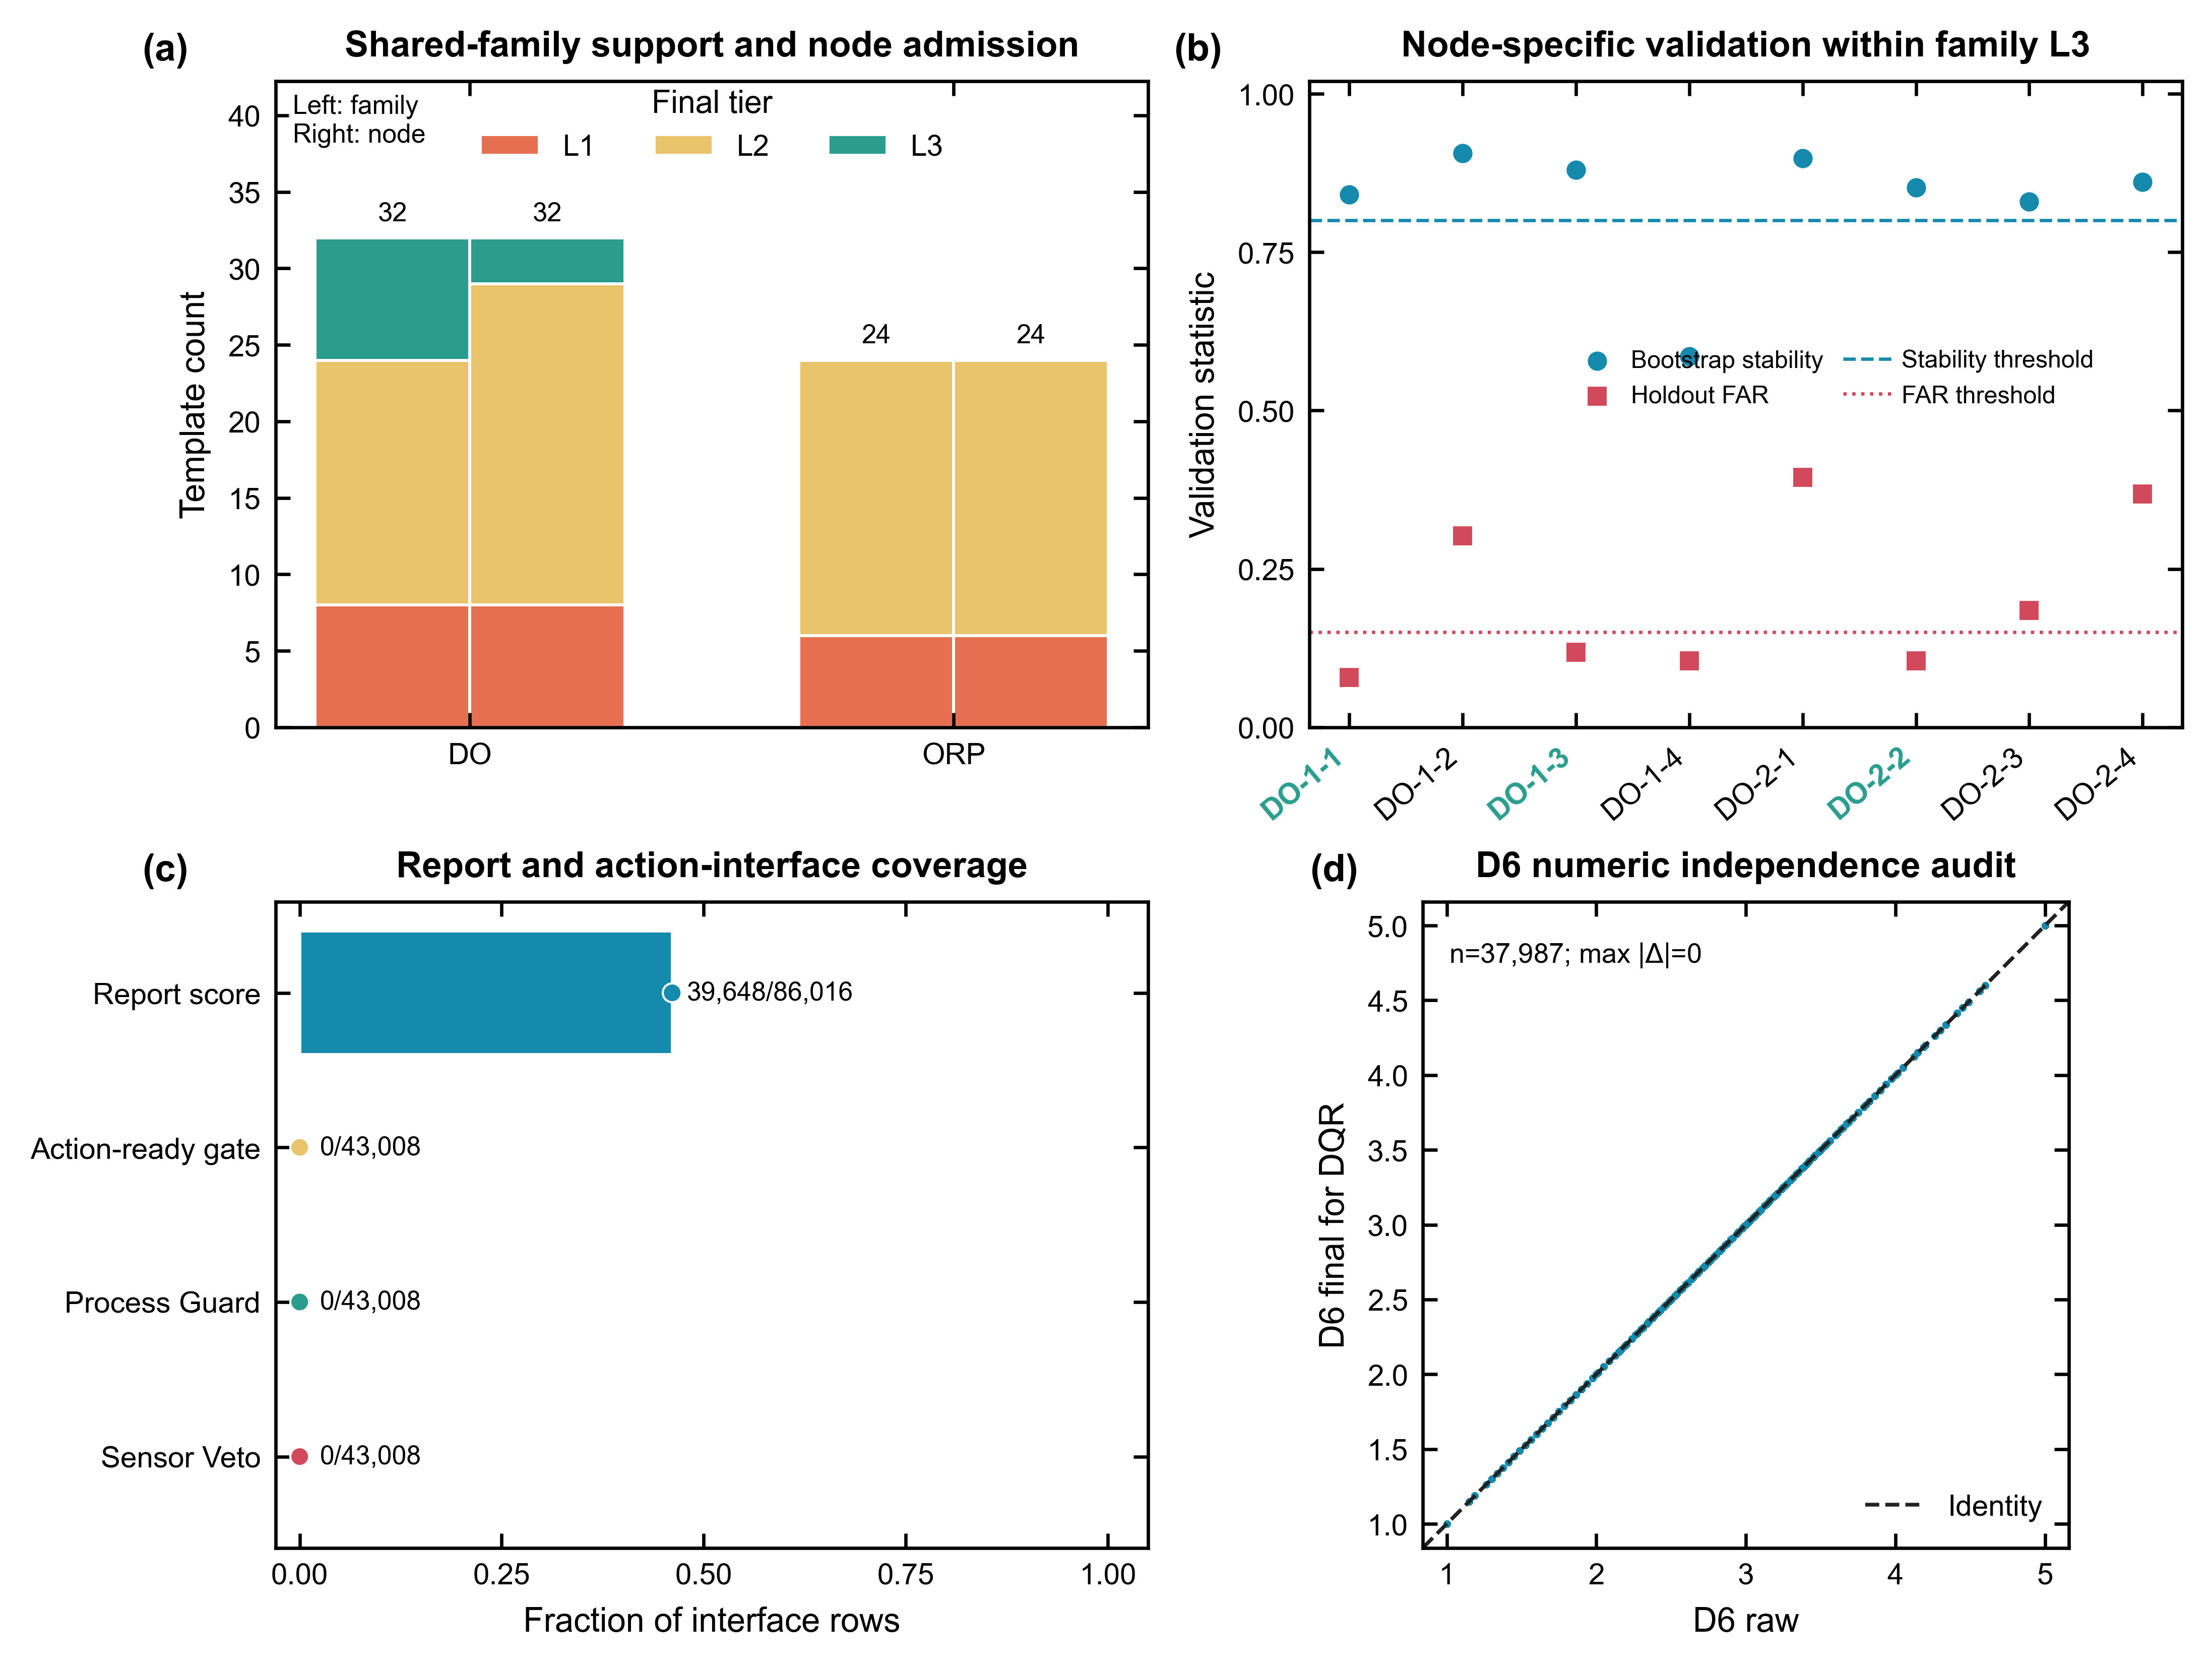 (a)
Shared-family support and node admission
Left: family
Right: node
Final tier
L1
L2
L3
40
35
30
25
20
15
10
5
0
Template count
32
32
24
24
DO
ORP
(b)
Node-specific validation within family L3
1.00
0.75
0.50
0.25
0.00
Validation statistic
Bootstrap stability
Holdout FAR
Stability threshold
FAR threshold
DO-1-1
DO-1-2
DO-1-3
DO-1-4
DO-2-1
DO-2-2
DO-2-3
DO-2-4
(c)
Report and action-interface coverage
Report score
39,648/86,016
Action-ready gate
0/43,008
Process Guard
0/43,008
Sensor Veto
0/43,008
0.00
0.25
0.50
0.75
1.00
Fraction of interface rows
(d)
D6 numeric independence audit
n=37,987; max |Δ|=0
5.0
4.5
4.0
3.5
3.0
2.5
2.0
1.5
1.0
D6 final for DQR
Identity
1
2
3
4
5
D6 raw